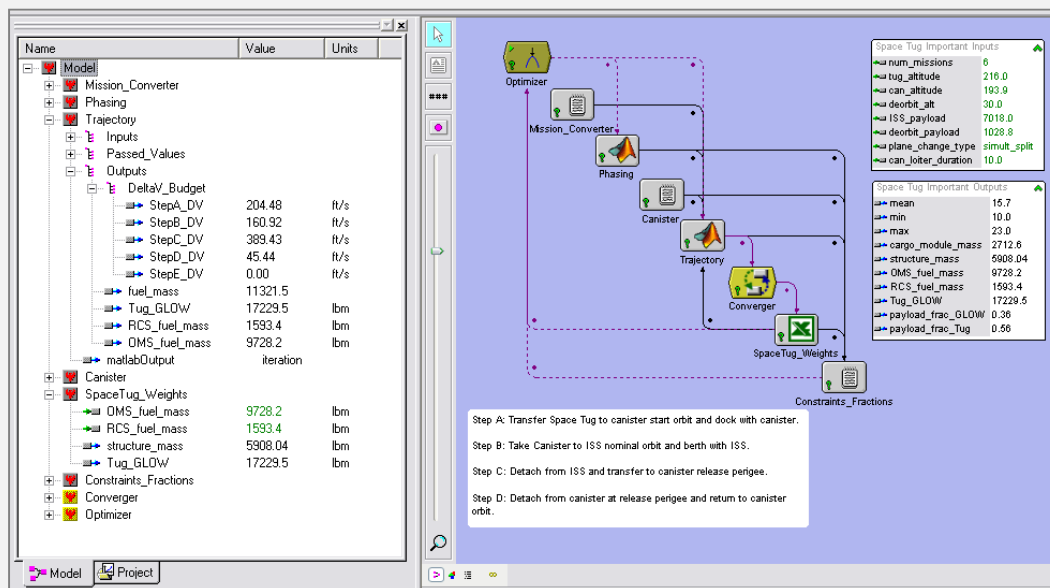 Name Value Units
Model
Mission_Converter
Phasing
Trajectory
Inputs
Passed_Values
Outputs
DeltaV_Budget
StepA_DV 204.48 ft/s
StepB_DV 160.92 ft/s
StepC_DV 389.43 ft/s
StepD_DV 45.44 ft/s
StepE_DV 0.00 ft/s
fuel_mass 11321.5
Tug_GLOW 17229.5 lbm
RCS_fuel_mass 1593.4 lbm
OMS_fuel_mass 9728.2 lbm
matlabOutput iteration
Canister
SpaceTug_Weights
OMS_fuel_mass 9728.2 lbm
RCS_fuel_mass 1593.4 lbm
structure_mass 5908.04 lbm
Tug_GLOW 17229.5 lbm
Constraints_Fractions
Converger
Optimizer
Model Project
###
Optimizer
Mission_Converter
Phasing
Canister
Trajectory
Converger
SpaceTug_Weights
Constraints_Fractions
Space Tug Important Inputs
num_missions 6
tug_altitude 216.0
can_altitude 193.9
deorbit_alt 30.0
ISS_payload 7018.0
deorbit_payload 1028.8
plane_change_type simult_split
can_loiter_duration 10.0
Space Tug Important Outputs
mean 15.7
min 10.0
max 23.0
cargo_module_mass 2712.6
structure_mass 5908.04
OMS_fuel_mass 9728.2
RCS_fuel_mass 1593.4
Tug_GLOW 17229.5
payload_frac_GLOW 0.36
payload_frac_Tug 0.56
Step A: Transfer Space Tug to canister start orbit and dock with canister.
Step B: Take Canister to ISS nominal orbit and berth with ISS.
Step C: Detach from ISS and transfer to canister release perigee.
Step D: Detach from canister at release perigee and return to canister
orbit.